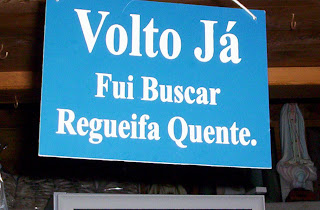 Volto Já
Fui Buscar
Regueifa Quente.